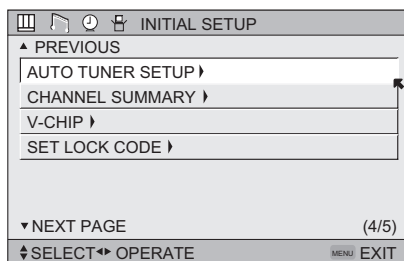 INITIAL SETUP
PREVIOUS
AUTO TUNER SETUP
CHANNEL SUMMARY
V-CHIP
SET LOCK CODE
NEXT PAGE (4/5)
SELECT OPERATE MENU EXIT